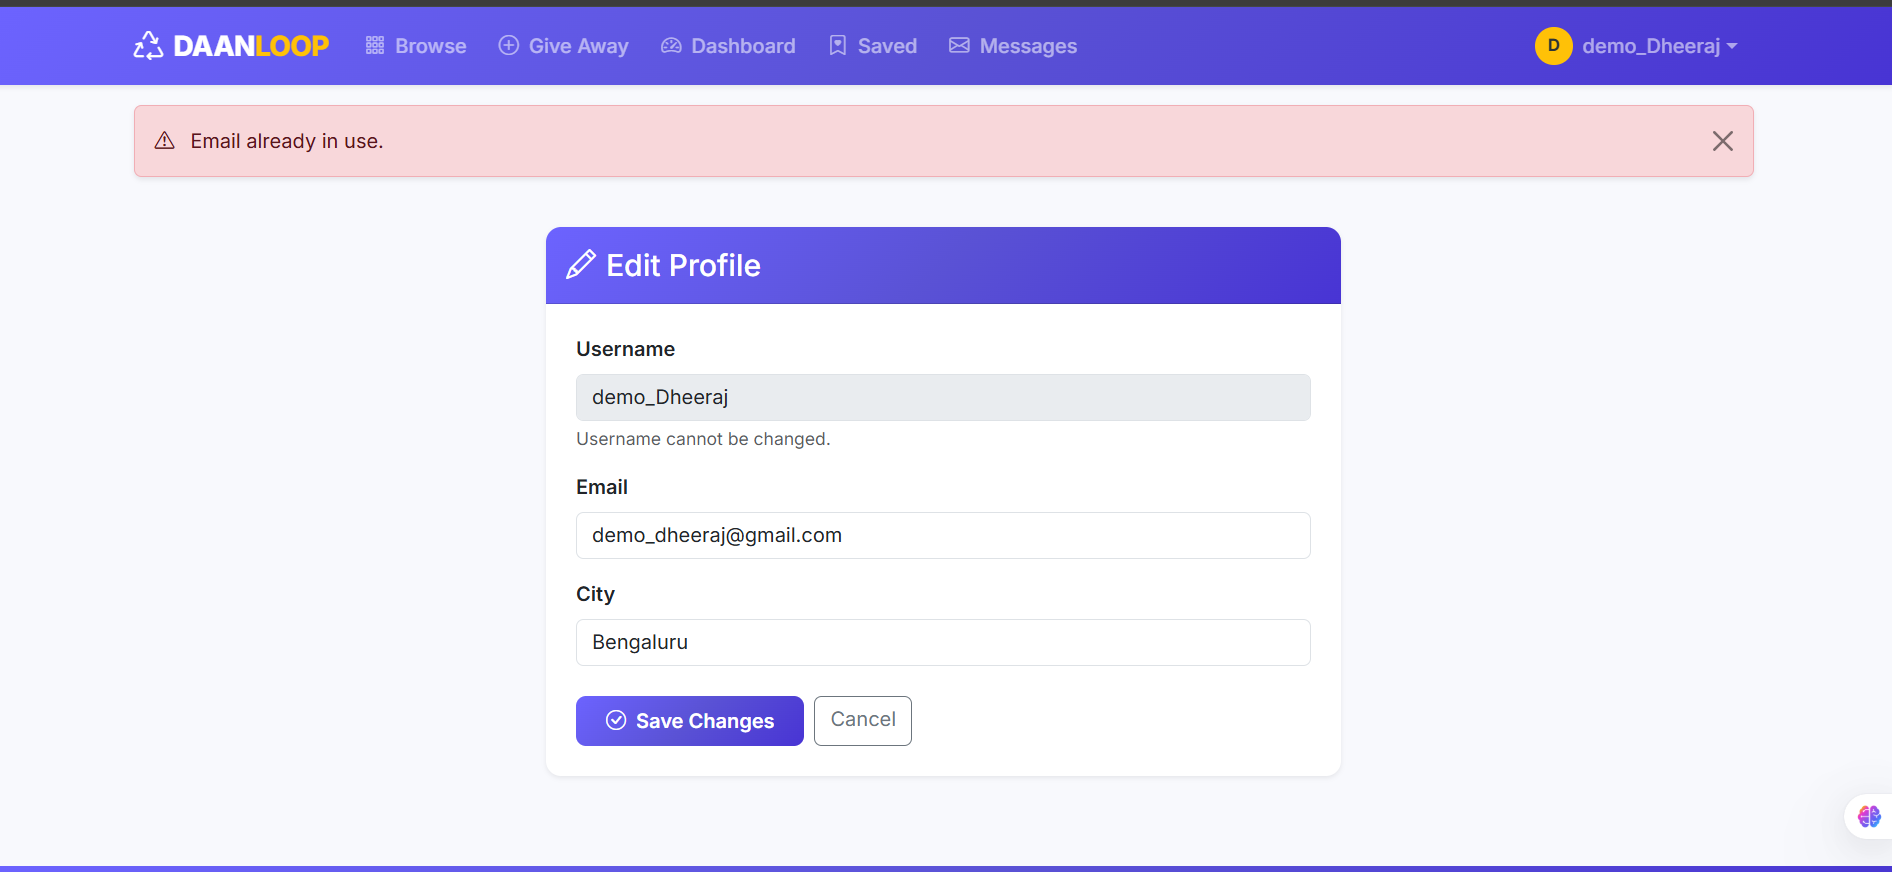 DAANLOOP Browse Give Away Dashboard Saved Messages D demo_Dheeraj
Email already in use.
Edit Profile
Username
demo_Dheeraj
Username cannot be changed.
Email
demo_dheeraj@gmail.com
City
Bengaluru
Save Changes Cancel